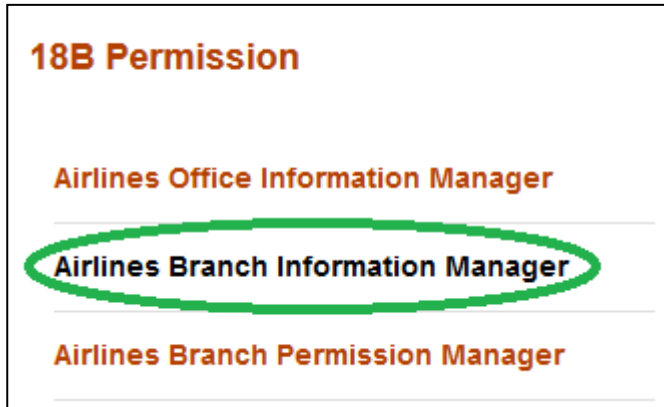 18B Permission
Airlines Office Information Manager
Airlines Branch Information Manager
Airlines Branch Permission Manager